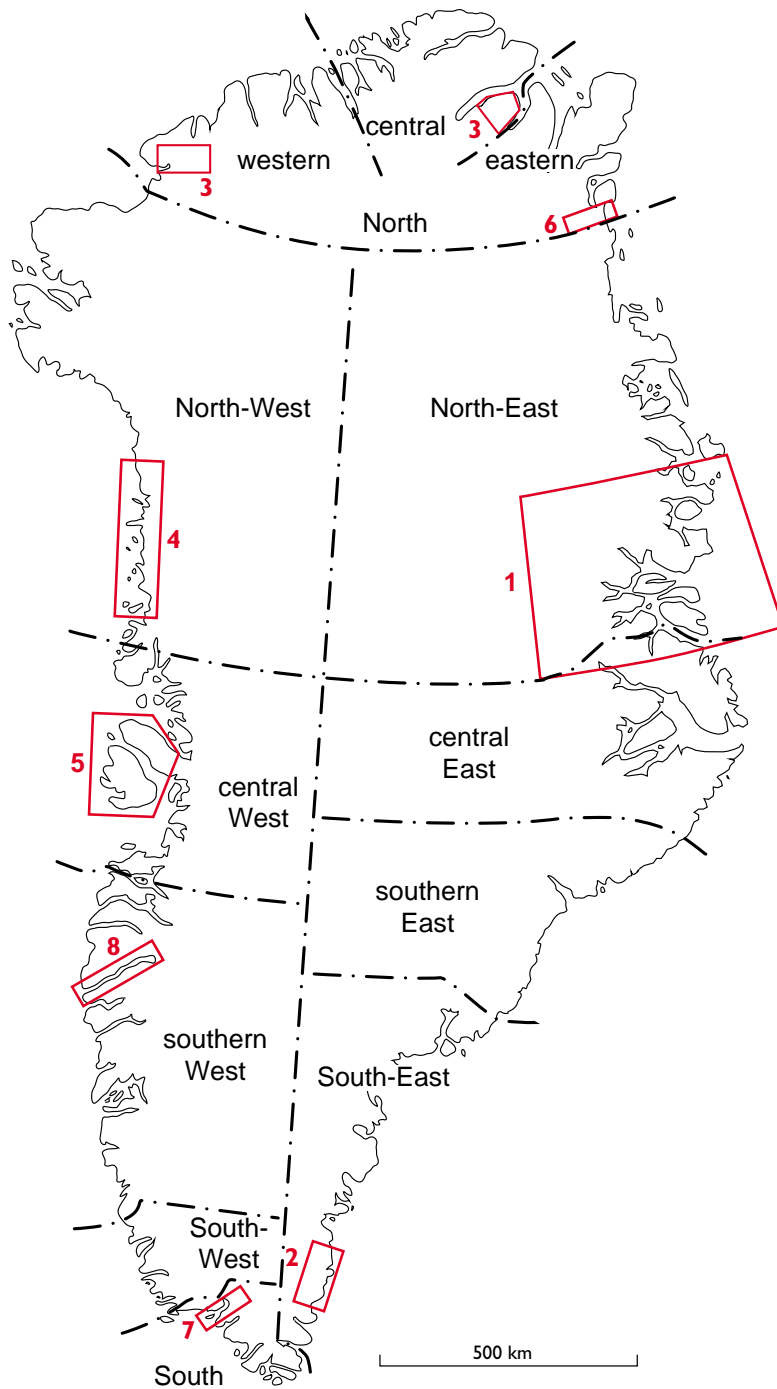 central
3
eastern
western
3
North
6
North-West
North-East
4
1
5
central
East
central
West
southern
East
8
southern
West
South-East
South-
West
2
7
500 km
South